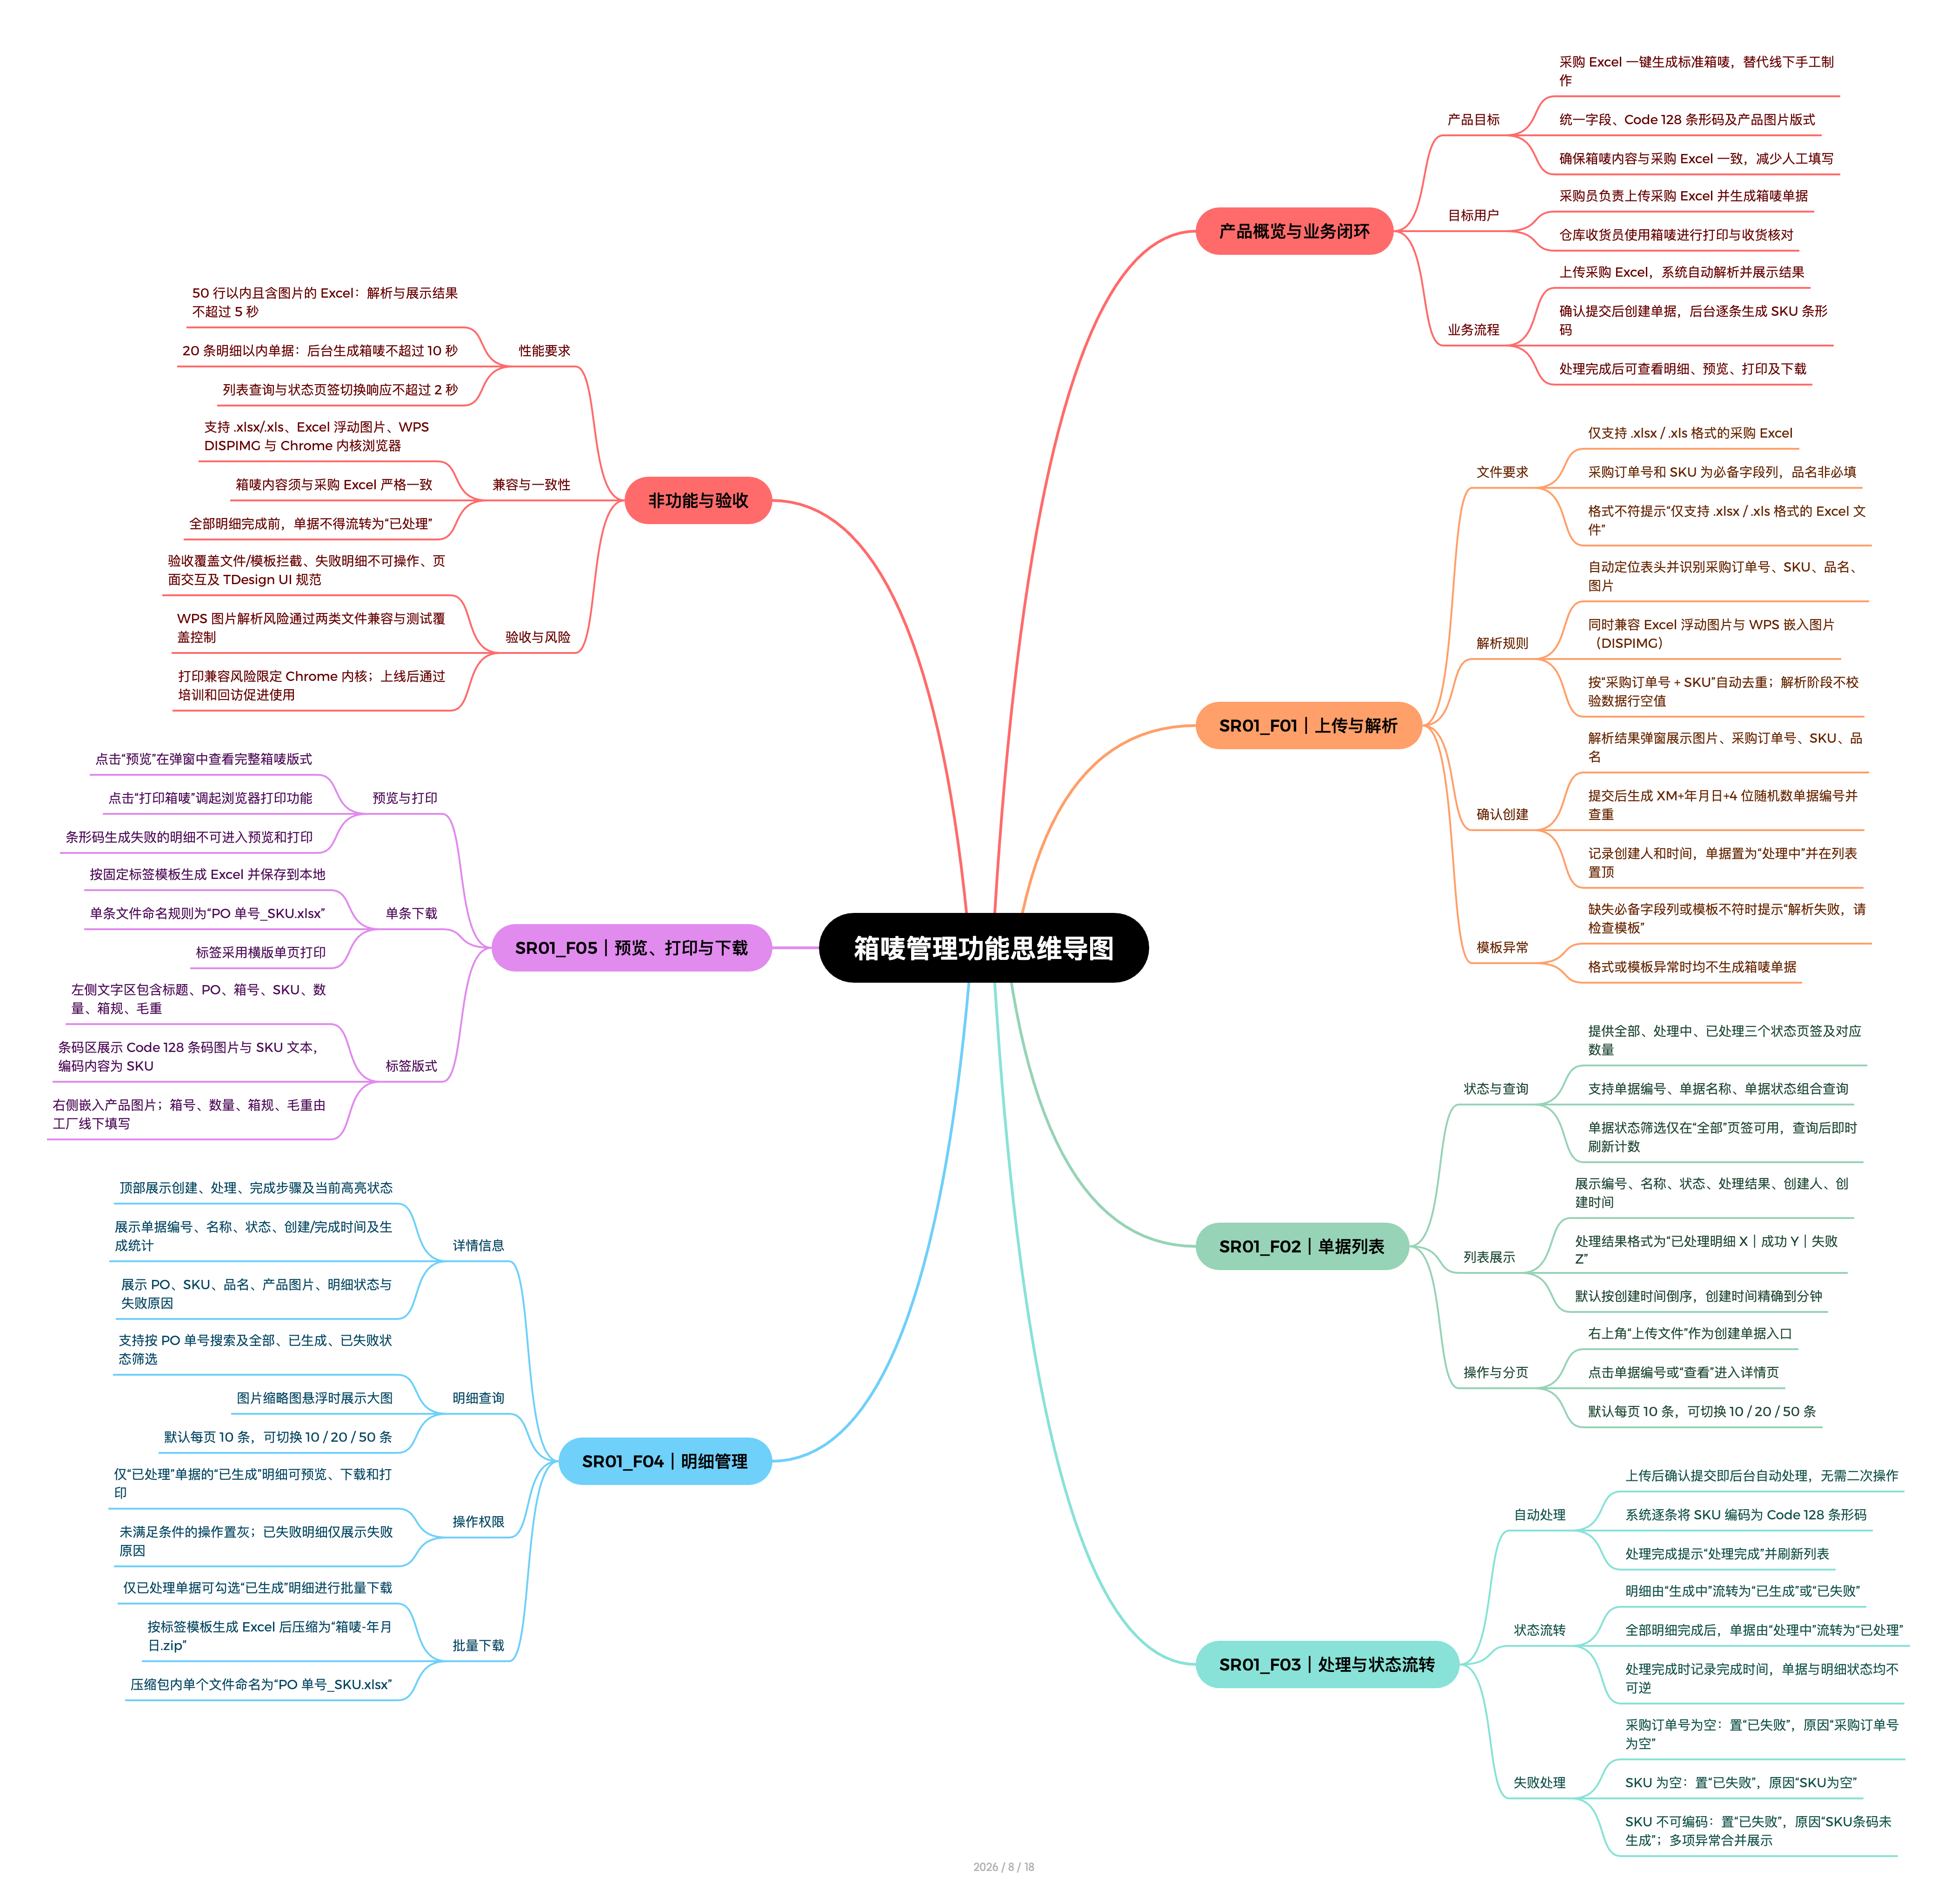 箱唛管理功能思维导图
产品概览与业务闭环
产品目标
采购 Excel 一键生成标准箱唛，替代线下手工制
作
统一字段、Code 128 条形码及产品图片版式
确保箱唛内容与采购 Excel 一致，减少人工填写
目标用户
采购员负责上传采购 Excel 并生成箱唛单据
仓库收货员使用箱唛进行打印与收货核对
业务流程
上传采购 Excel，系统自动解析并展示结果
确认提交后创建单据，后台逐条生成 SKU 条形
码
处理完成后可查看明细、预览、打印及下载
SR01_F01｜上传与解析
文件要求
仅支持 .xlsx / .xls 格式的采购 Excel
采购订单号和 SKU 为必备字段列，品名非必填
格式不符提示“仅支持 .xlsx / .xls 格式的 Excel 文
件”
解析规则
自动定位表头并识别采购订单号、SKU、品名、
图片
同时兼容 Excel 浮动图片与 WPS 嵌入图片
（DISPIMG）
按“采购订单号 + SKU”自动去重；解析阶段不校
验数据行空值
确认创建
解析结果弹窗展示图片、采购订单号、SKU、品
名
提交后生成 XM+年月日+4 位随机数单据编号并
查重
记录创建人和时间，单据置为“处理中”并在列表
置顶
模板异常
缺失必备字段列或模板不符时提示“解析失败，请
检查模板”
格式或模板异常时均不生成箱唛单据
SR01_F02｜单据列表
状态与查询
提供全部、处理中、已处理三个状态页签及对应
数量
支持单据编号、单据名称、单据状态组合查询
单据状态筛选仅在“全部”页签可用，查询后即时
刷新计数
列表展示
展示编号、名称、状态、处理结果、创建人、创
建时间
处理结果格式为“已处理明细 X｜成功 Y｜失败
Z”
默认按创建时间倒序，创建时间精确到分钟
操作与分页
右上角“上传文件”作为创建单据入口
点击单据编号或“查看”进入详情页
默认每页 10 条，可切换 10 / 20 / 50 条
SR01_F03｜处理与状态流转
自动处理
上传后确认提交即后台自动处理，无需二次操作
系统逐条将 SKU 编码为 Code 128 条形码
处理完成提示“处理完成”并刷新列表
状态流转
明细由“生成中”流转为“已生成”或“已失败”
全部明细完成后，单据由“处理中”流转为“已处理”
处理完成时记录完成时间，单据与明细状态均不
可逆
失败处理
采购订单号为空：置“已失败”，原因“采购订单号
为空”
SKU 为空：置“已失败”，原因“SKU为空”
SKU 不可编码：置“已失败”，原因“SKU条码未
生成”；多项异常合并展示
非功能与验收
性能要求
50 行以内且含图片的 Excel：解析与展示结果
不超过 5 秒
20 条明细以内单据：后台生成箱唛不超过 10 秒
列表查询与状态页签切换响应不超过 2 秒
兼容与一致性
支持 .xlsx/.xls、Excel 浮动图片、WPS
DISPIMG 与 Chrome 内核浏览器
箱唛内容须与采购 Excel 严格一致
全部明细完成前，单据不得流转为“已处理”
验收与风险
验收覆盖文件/模板拦截、失败明细不可操作、页
面交互及 TDesign UI 规范
WPS 图片解析风险通过两类文件兼容与测试覆
盖控制
打印兼容风险限定 Chrome 内核；上线后通过
培训和回访促进使用
SR01_F05｜预览、打印与下载
预览与打印
点击“预览”在弹窗中查看完整箱唛版式
点击“打印箱唛”调起浏览器打印功能
条形码生成失败的明细不可进入预览和打印
单条下载
按固定标签模板生成 Excel 并保存到本地
单条文件命名规则为“PO 单号_SKU.xlsx”
标签采用横版单页打印
标签版式
左侧文字区包含标题、PO、箱号、SKU、数
量、箱规、毛重
条码区展示 Code 128 条码图片与 SKU 文本，
编码内容为 SKU
右侧嵌入产品图片；箱号、数量、箱规、毛重由
工厂线下填写
SR01_F04｜明细管理
详情信息
顶部展示创建、处理、完成步骤及当前高亮状态
展示单据编号、名称、状态、创建/完成时间及生
成统计
展示 PO、SKU、品名、产品图片、明细状态与
失败原因
明细查询
支持按 PO 单号搜索及全部、已生成、已失败状
态筛选
图片缩略图悬浮时展示大图
默认每页 10 条，可切换 10 / 20 / 50 条
操作权限
仅“已处理”单据的“已生成”明细可预览、下载和打
印
未满足条件的操作置灰；已失败明细仅展示失败
原因
批量下载
仅已处理单据可勾选“已生成”明细进行批量下载
按标签模板生成 Excel 后压缩为“箱唛-年月
日.zip”
压缩包内单个文件命名为“PO 单号_SKU.xlsx”
2026 / 8 / 18